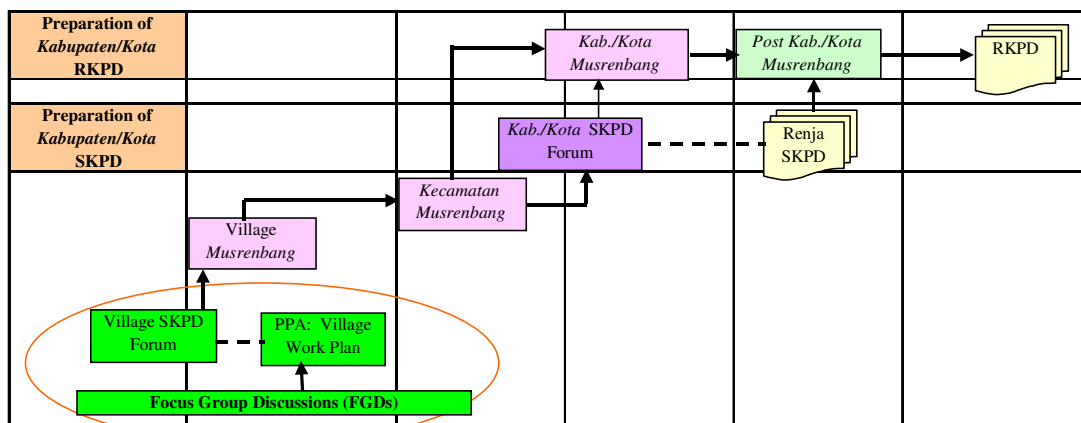 Preparation of
Kabupaten/Kota
RKPD
Kab./Kota
Musrenbang
Post Kab./Kota
Musrenbang
RKPD
Preparation of
Kabupaten/Kota
SKPD
Kab./Kota SKPD
Forum
Renja
SKPD
Kecamatan
Musrenbang
Village
Musrenbang
Village SKPD
Forum
PPA: Village
Work Plan
Focus Group Discussions (FGDs)